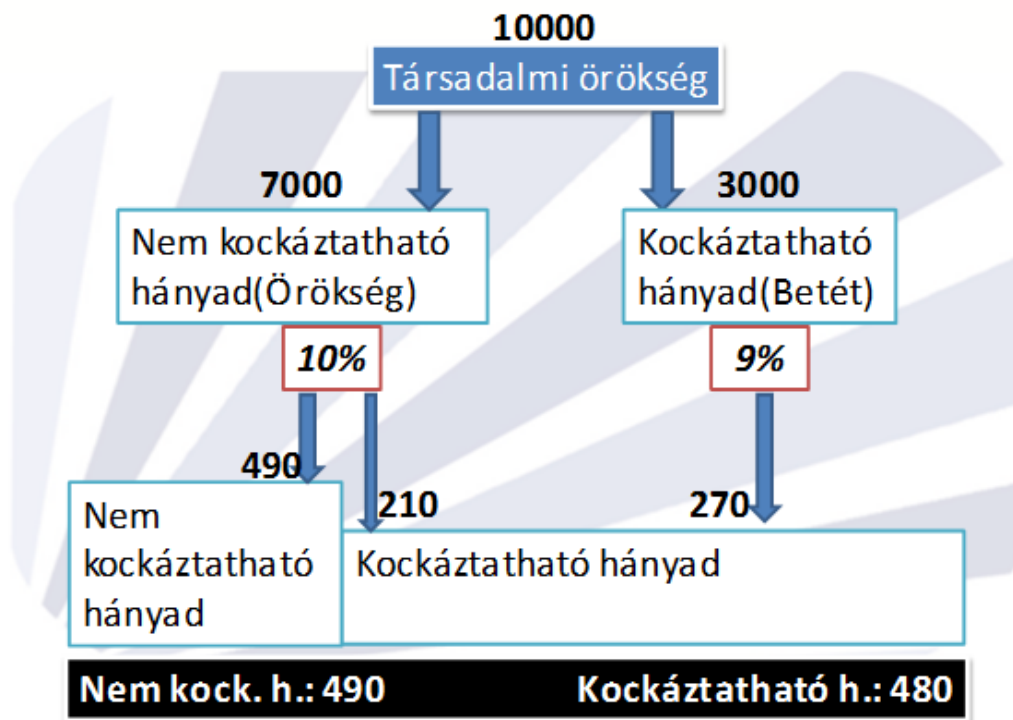 10000
Társadalmi örökség
7000
3000
Nem kockáztatható
hányad(Örökség)
Kockáztatható
hányad(Betét)
10%
9%
490
210
270
Nem
kockáztatható
hányad
Kockáztatható hányad
Nem kock. h.: 490
Kockáztatható h.: 480